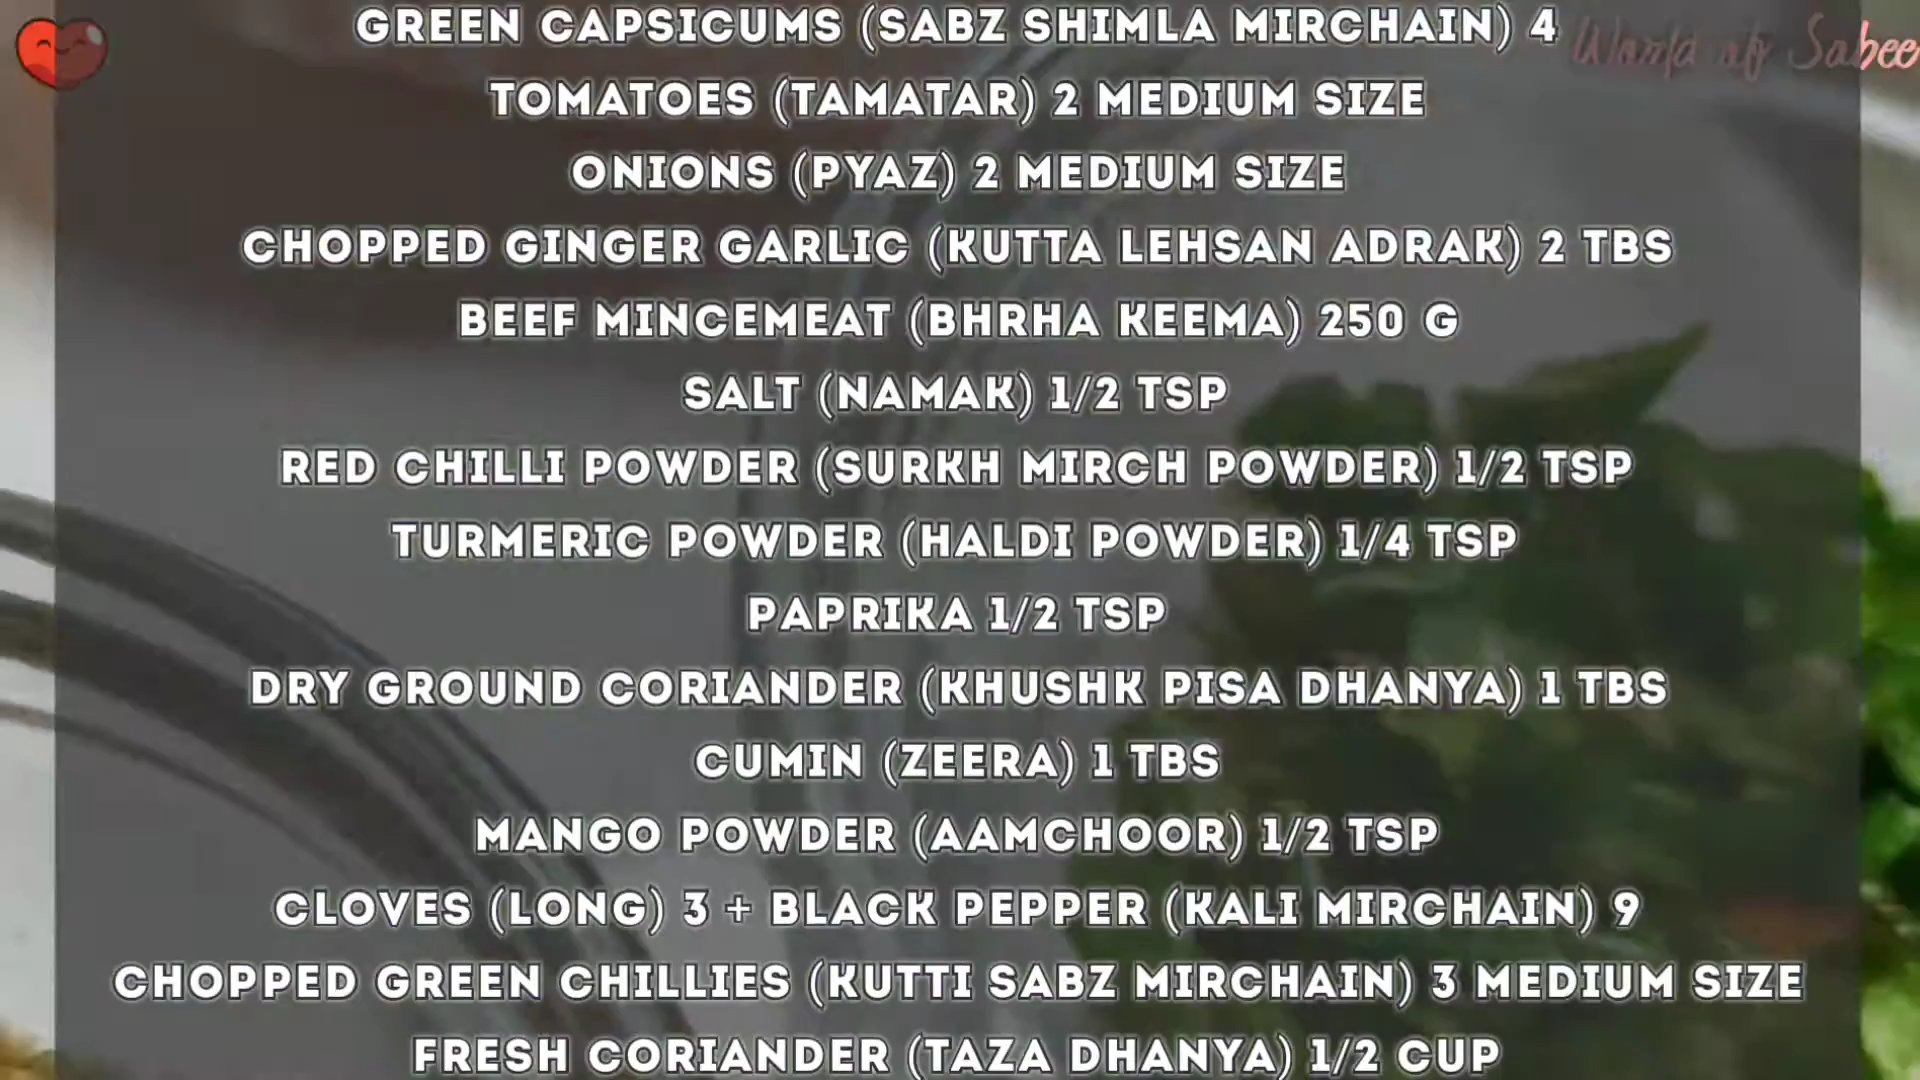 GREEN CAPSICUMS (SABZ SHIMLA MIRCHAIN) 4
World of Sabee
TOMATOES (TAMATAR) 2 MEDIUM SIZE
ONIONS (PYAZ) 2 MEDIUM SIZE
CHOPPED GINGER GARLIC (KUTTA LEHSAN ADRAK) 2 TBS
BEEF MINCEMEAT (BHRHA KEEMA) 250 G
SALT (NAMAK) 1/2 TSP
RED CHILLI POWDER (SURKH MIRCH POWDER) 1/2 TSP
TURMERIC POWDER (HALDI POWDER) 1/4 TSP
PAPRIKA 1/2 TSP
DRY GROUND CORIANDER (KHUSHK PISA DHANYA) 1 TBS
CUMIN (ZEERA) 1 TBS
MANGO POWDER (AAMCHOOR) 1/2 TSP
CLOVES (LONG) 3 + BLACK PEPPER (KALI MIRCHAIN) 9
CHOPPED GREEN CHILLIES (KUTTI SABZ MIRCHAIN) 3 MEDIUM SIZE
FRESH CORIANDER (TAZA DHANYA) 1/2 CUP